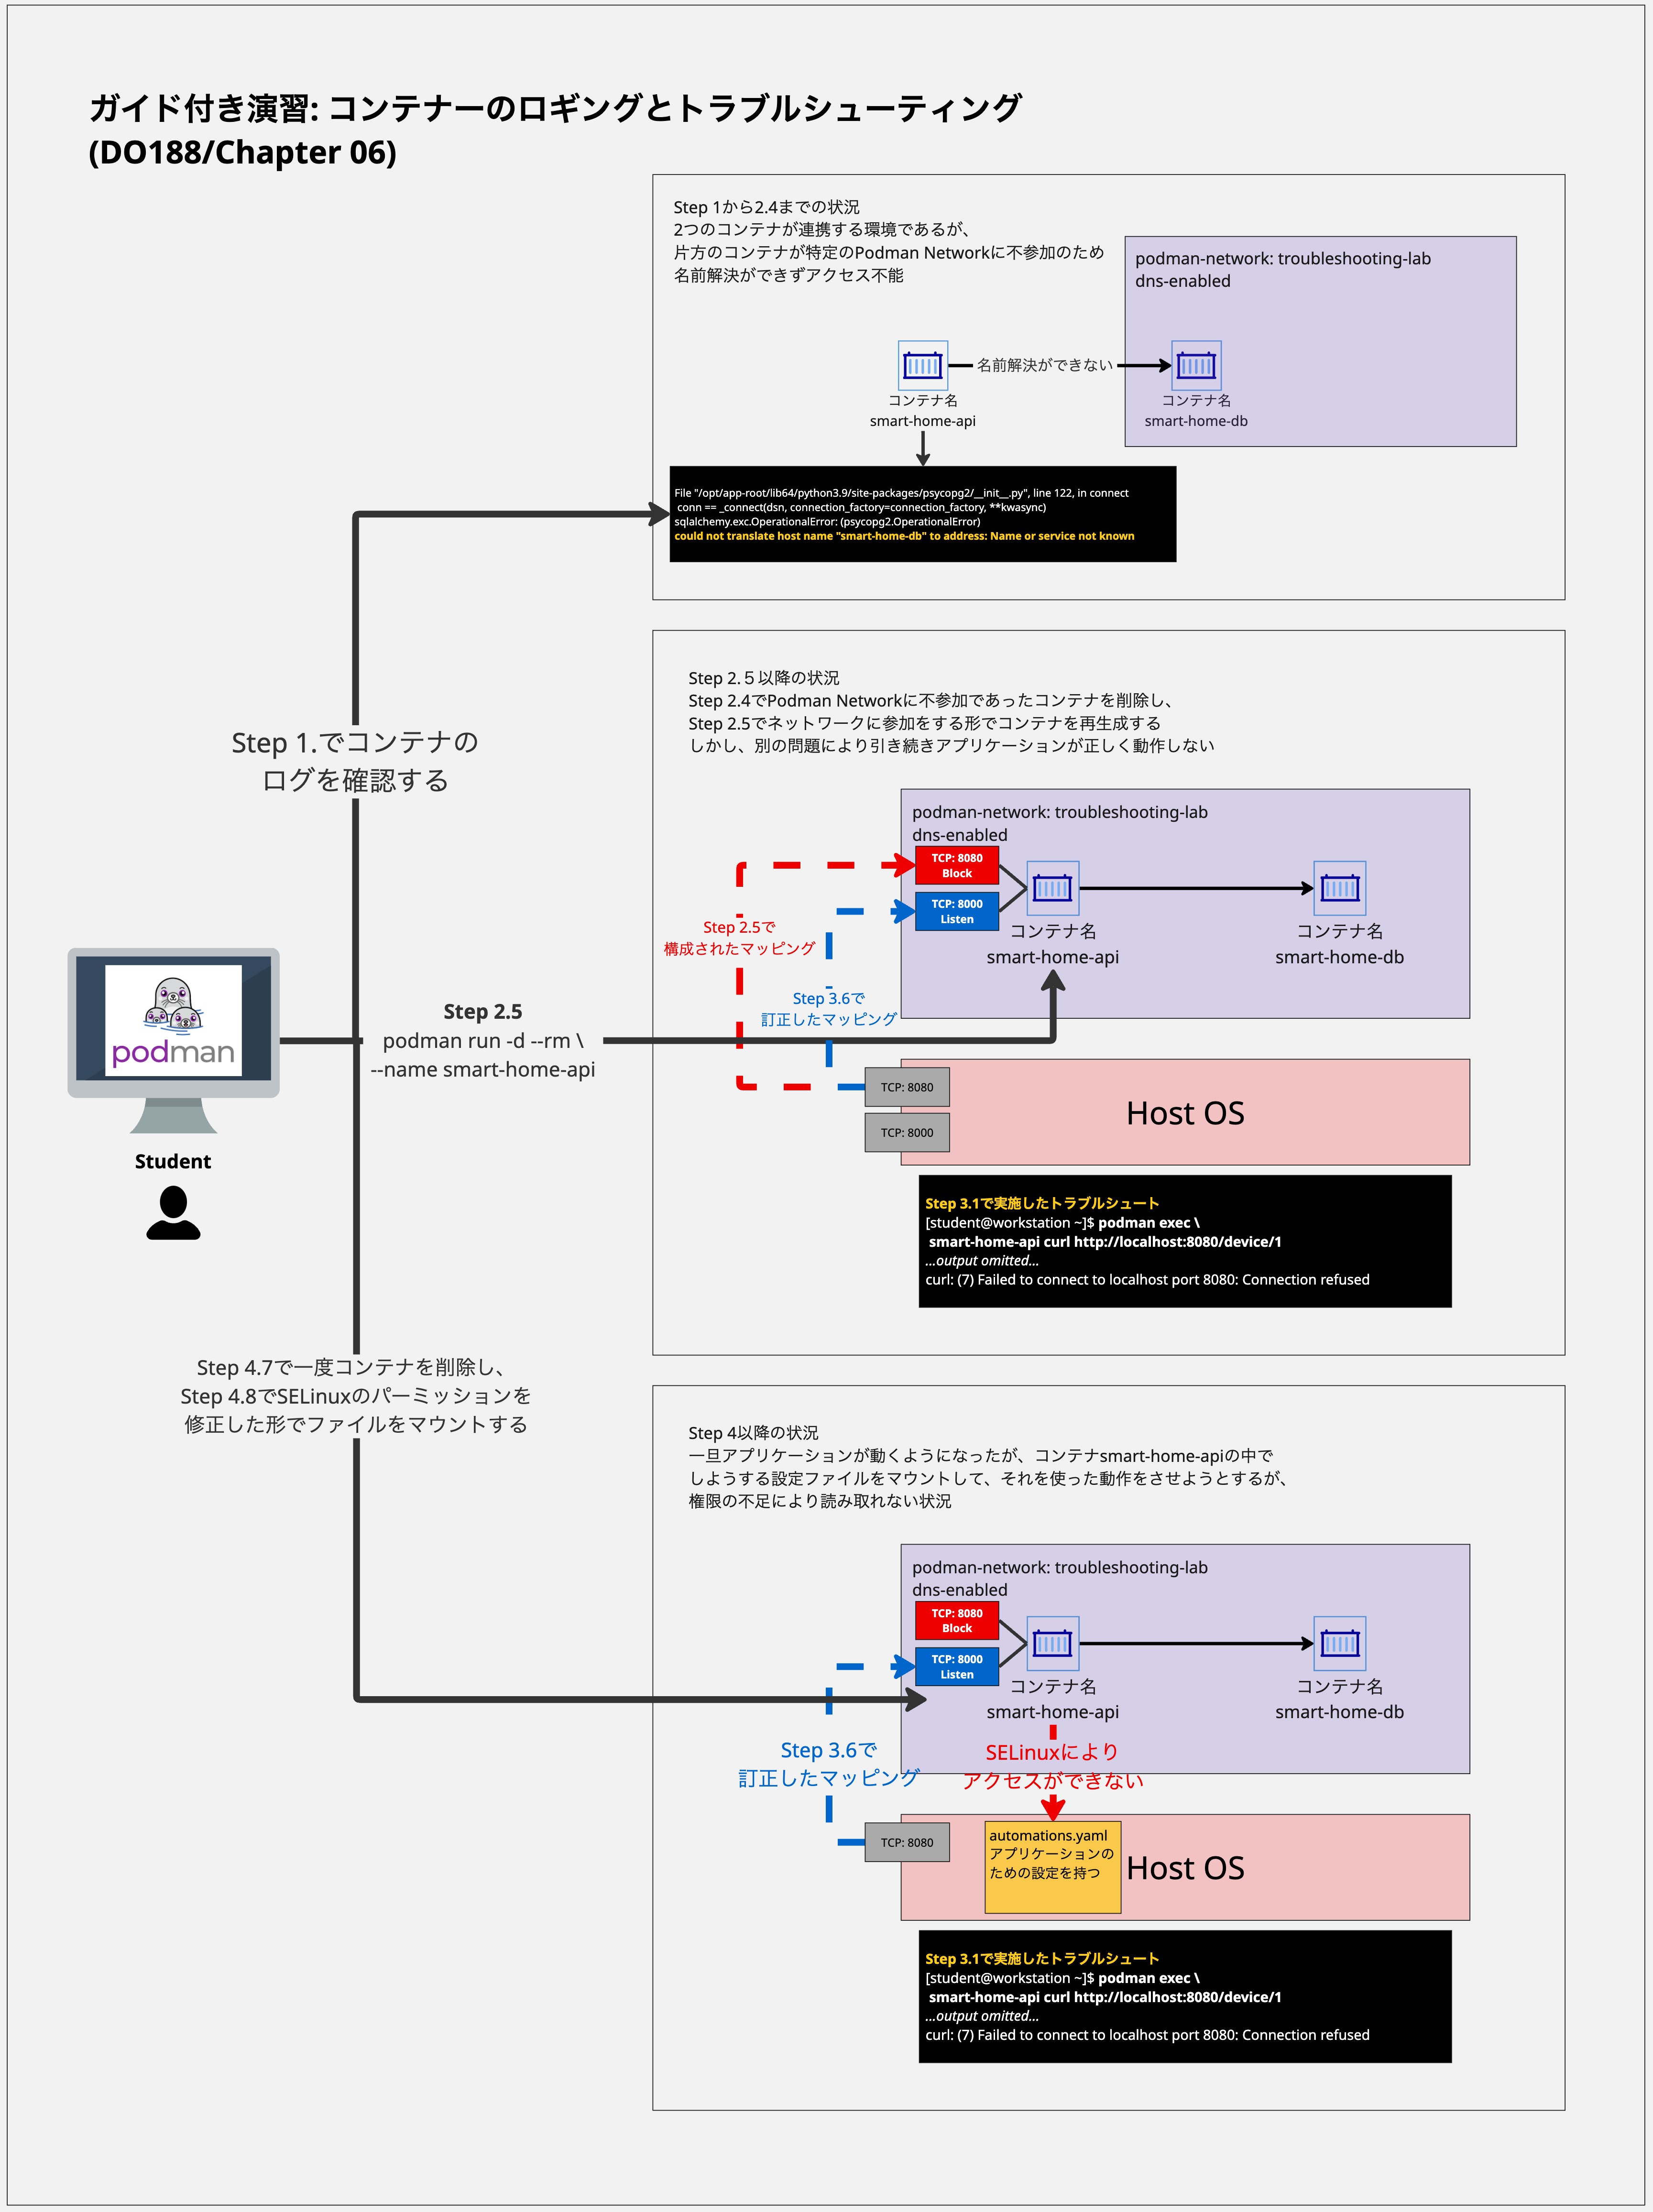 ガイド付き演習: コンテナーのロギングとトラブルシューティング
(DO188/Chapter 06)
Step 1から2.4までの状況
2つのコンテナが連携する環境であるが、
片方のコンテナが特定のPodman Networkに不参加のため
名前解決ができずアクセス不能
podman-network: troubleshooting-lab
dns-enabled
名前解決ができない
コンテナ名
smart-home-api
コンテナ名
smart-home-db
File "/opt/app-root/lib64/python3.9/site-packages/psycopg2/__init__.py", line 122, in connect
conn == _connect(dsn, connection_factory=connection_factory, **kwasync)
sqlalchemy.exc.OperationalError: (psycopg2.OperationalError)
could not translate host name "smart-home-db" to address: Name or service not known
Step 1.でコンテナの
ログを確認する
Step 2.５以降の状況
Step 2.4でPodman Networkに不参加であったコンテナを削除し、
Step 2.5でネットワークに参加をする形でコンテナを再生成する
しかし、別の問題により引き続きアプリケーションが正しく動作しない
podman-network: troubleshooting-lab
dns-enabled
TCP: 8080
Block
TCP: 8000
Listen
コンテナ名
smart-home-api
コンテナ名
smart-home-db
Step 2.5で
構成されたマッピング
Step 3.6で
訂正したマッピング
podman
Student
Step 2.5
podman run -d --rm \
--name smart-home-api
TCP: 8080
TCP: 8000
Host OS
Step 3.1で実施したトラブルシュート
[student@workstation ~]$ podman exec \
smart-home-api curl http://localhost:8080/device/1
...output omitted...
curl: (7) Failed to connect to localhost port 8080: Connection refused
Step 4.7で一度コンテナを削除し、
Step 4.8でSELinuxのパーミッションを
修正した形でファイルをマウントする
Step 4以降の状況
一旦アプリケーションが動くようになったが、コンテナsmart-home-apiの中で
しようする設定ファイルをマウントして、それを使った動作をさせようとするが、
権限の不足により読み取れない状況
podman-network: troubleshooting-lab
dns-enabled
TCP: 8080
Block
TCP: 8000
Listen
コンテナ名
smart-home-api
コンテナ名
smart-home-db
Step 3.6で
訂正したマッピング
SELinuxにより
アクセスができない
TCP: 8080
automations.yaml
アプリケーションの
ための設定を持つ
Host OS
Step 3.1で実施したトラブルシュート
[student@workstation ~]$ podman exec \
smart-home-api curl http://localhost:8080/device/1
...output omitted...
curl: (7) Failed to connect to localhost port 8080: Connection refused